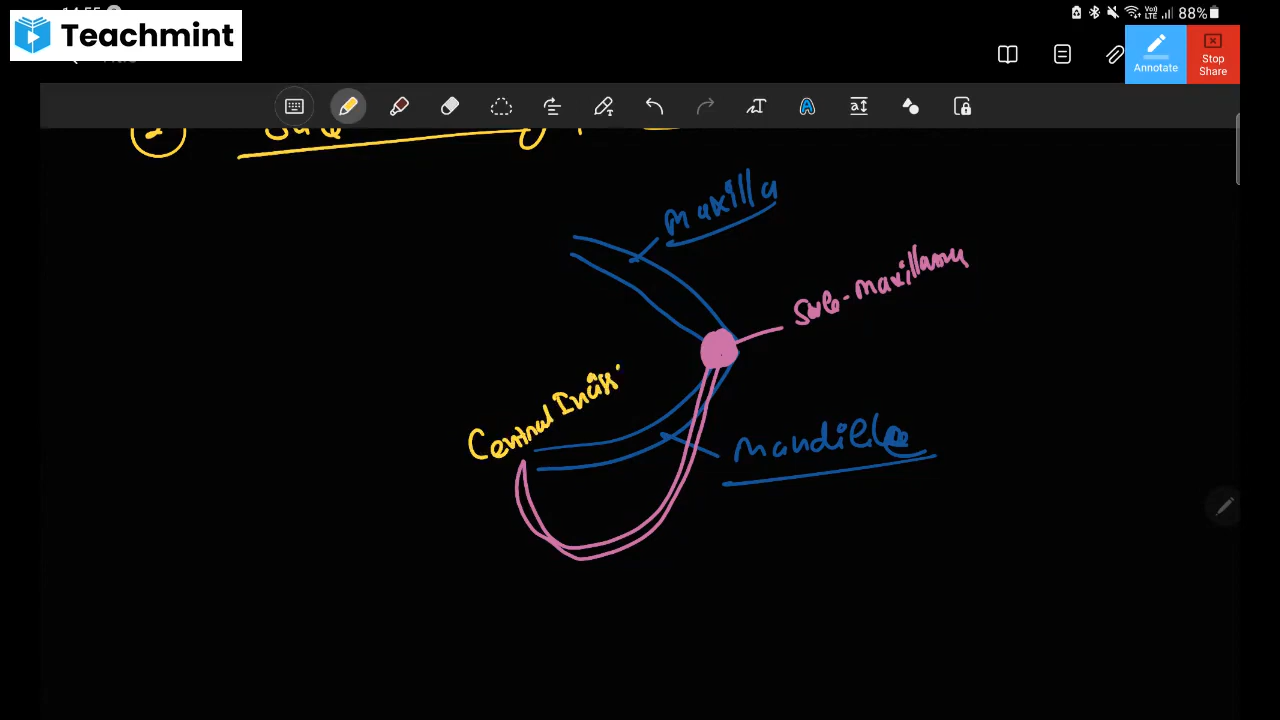 Teachmint
88%
Annotate
Stop
Share
maxilla
Sub-maxillary
Central Incis
mandible